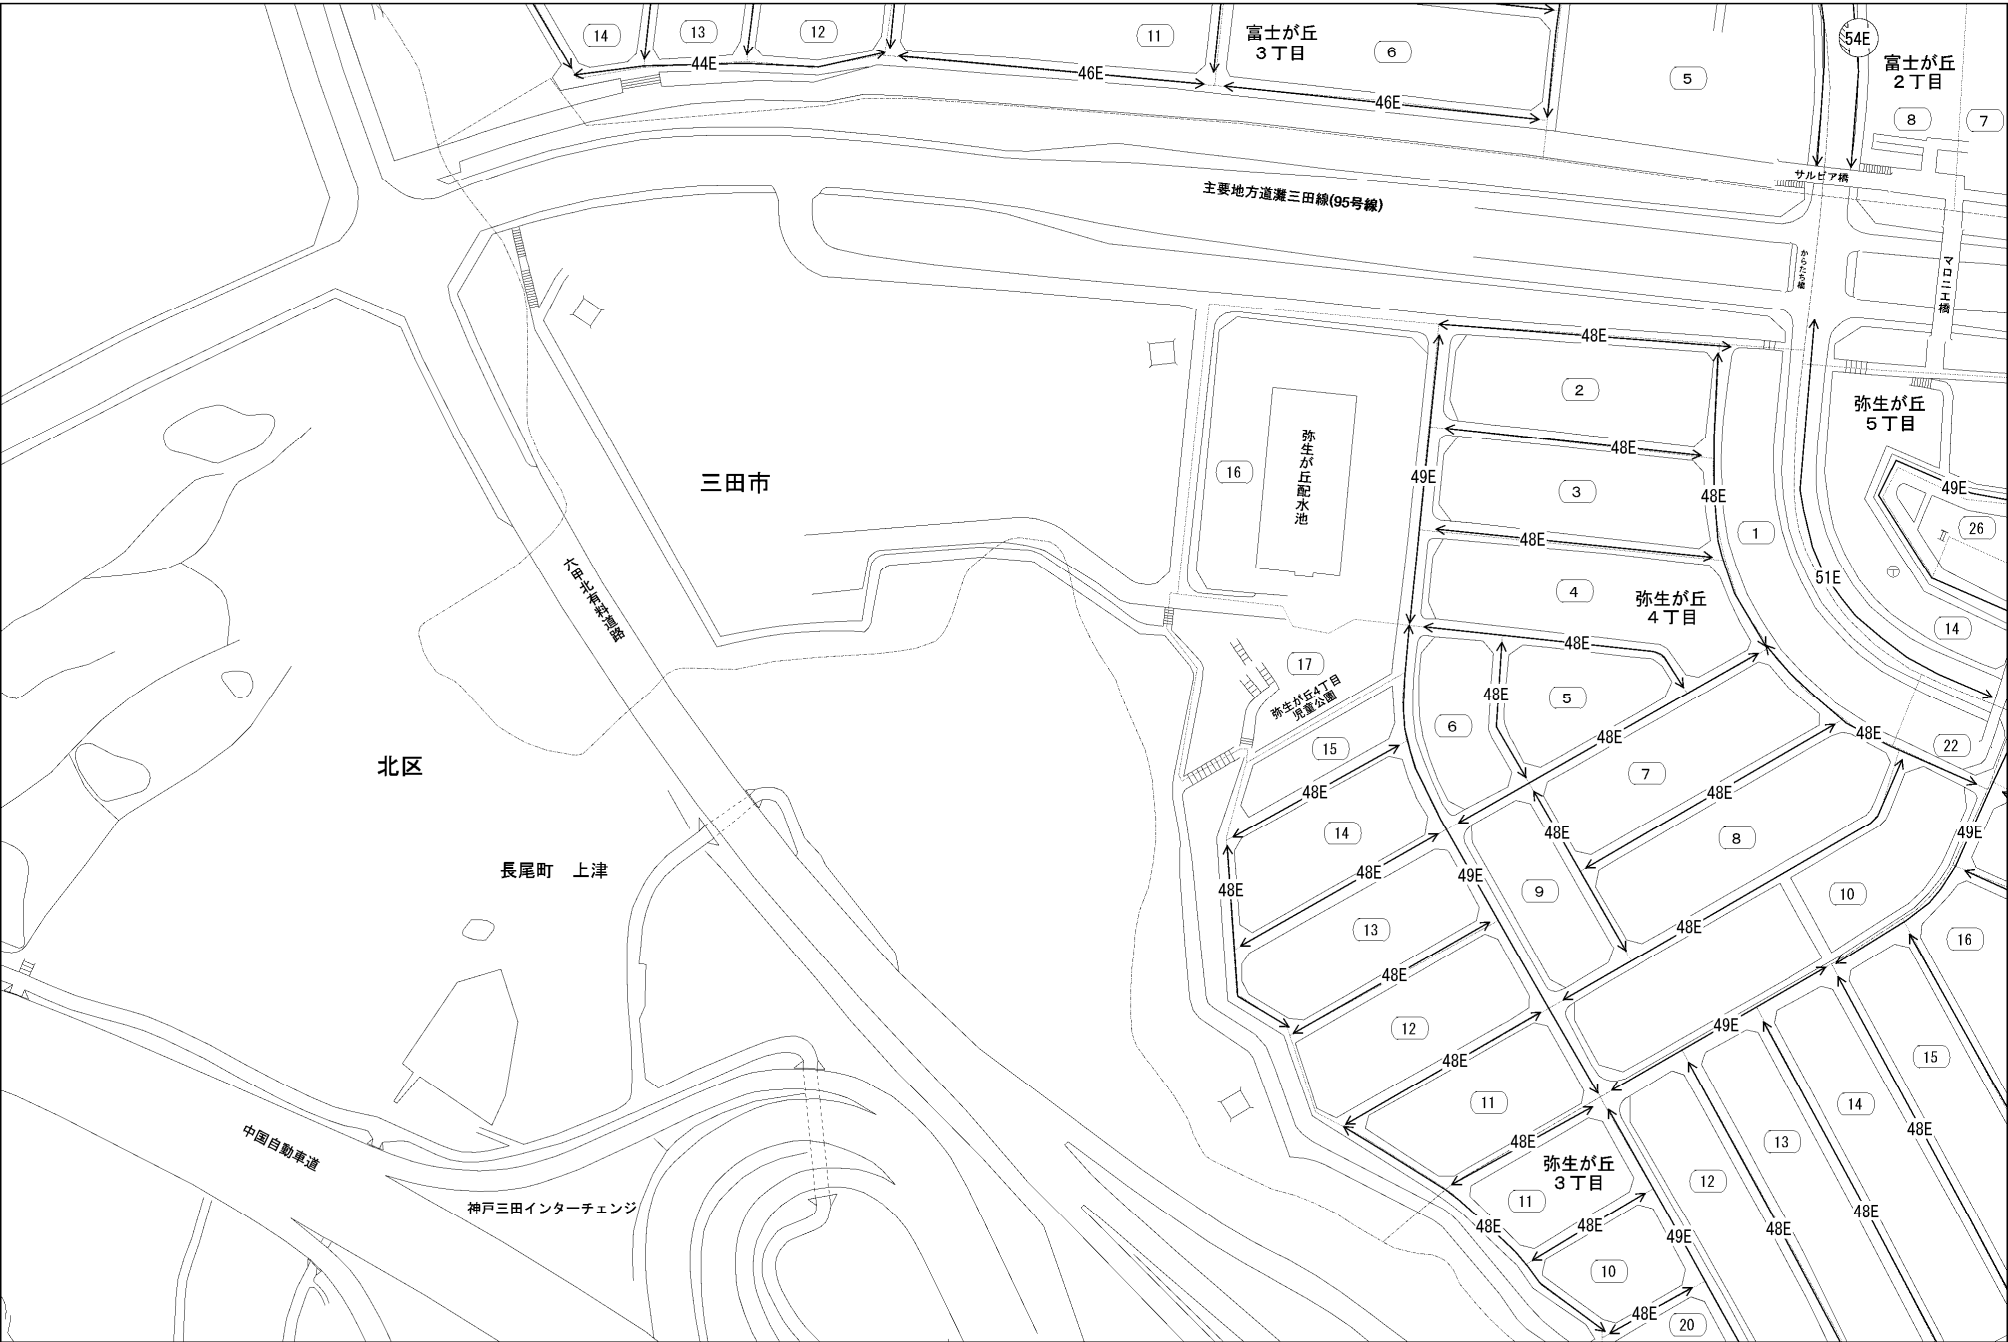 14
13
12
11
富士が丘
３丁目
6
5
54E
富士が丘
２丁目
8
7
44E
46E
46E
サルビア橋
主要地方道灘三田線(95号線)
からたち橋
マロニエ橋
48E
2
弥生が丘
５丁目
16
弥生が丘配水池
49E
48E
3
48E
1
49E
26
三田市
48E
4
弥生が丘
４丁目
51E
〒
14
六甲北有料道路
17
弥生が丘4丁目
児童公園
48E
48E
5
6
48E
15
48E
22
北区
48E
7
48E
14
48E
8
49E
長尾町　上津
48E
48E
49E
9
10
13
48E
16
48E
12
49E
48E
15
11
14
中国自動車道
48E
弥生が丘
３丁目
13
48E
12
神戸三田インターチェンジ
11
48E
48E
49E
48E
48E
10
48E
20